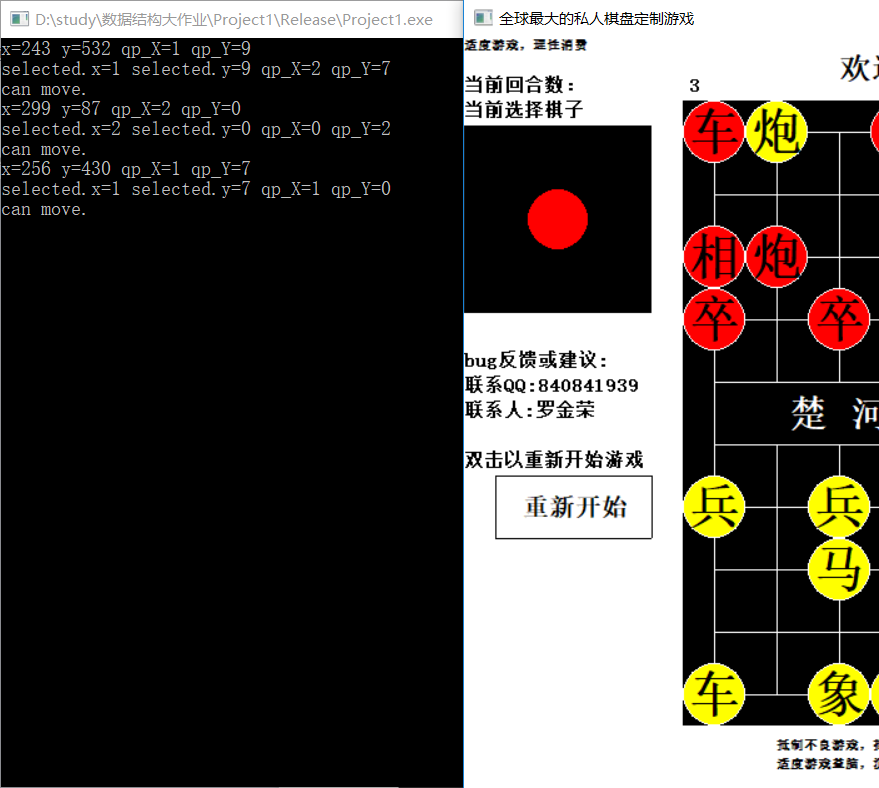 D:\study\数据结构大作业\Project1\Release\Project1.exe
x=243 y=532 qp_X=1 qp_Y=9
selected.x=1 selected.y=9 qp_X=2 qp_Y=7
can move.
x=299 y=87 qp_X=2 qp_Y=0
selected.x=2 selected.y=0 qp_X=0 qp_Y=2
can move.
x=256 y=430 qp_X=1 qp_Y=7
selected.x=1 selected.y=7 qp_X=1 qp_Y=0
can move.
全球最大的私人棋盘定制游戏
适度游戏，理性消费
当前回合数：
3
当前选择棋子
bug反馈或建议：
联系QQ:840841939
联系人:罗金荣
双击以重新开始游戏
重新开始
欢
车 炮
相 炮
卒 卒
楚 河
兵 兵
马
车 象
抵制不良游戏，
适度游戏益脑，